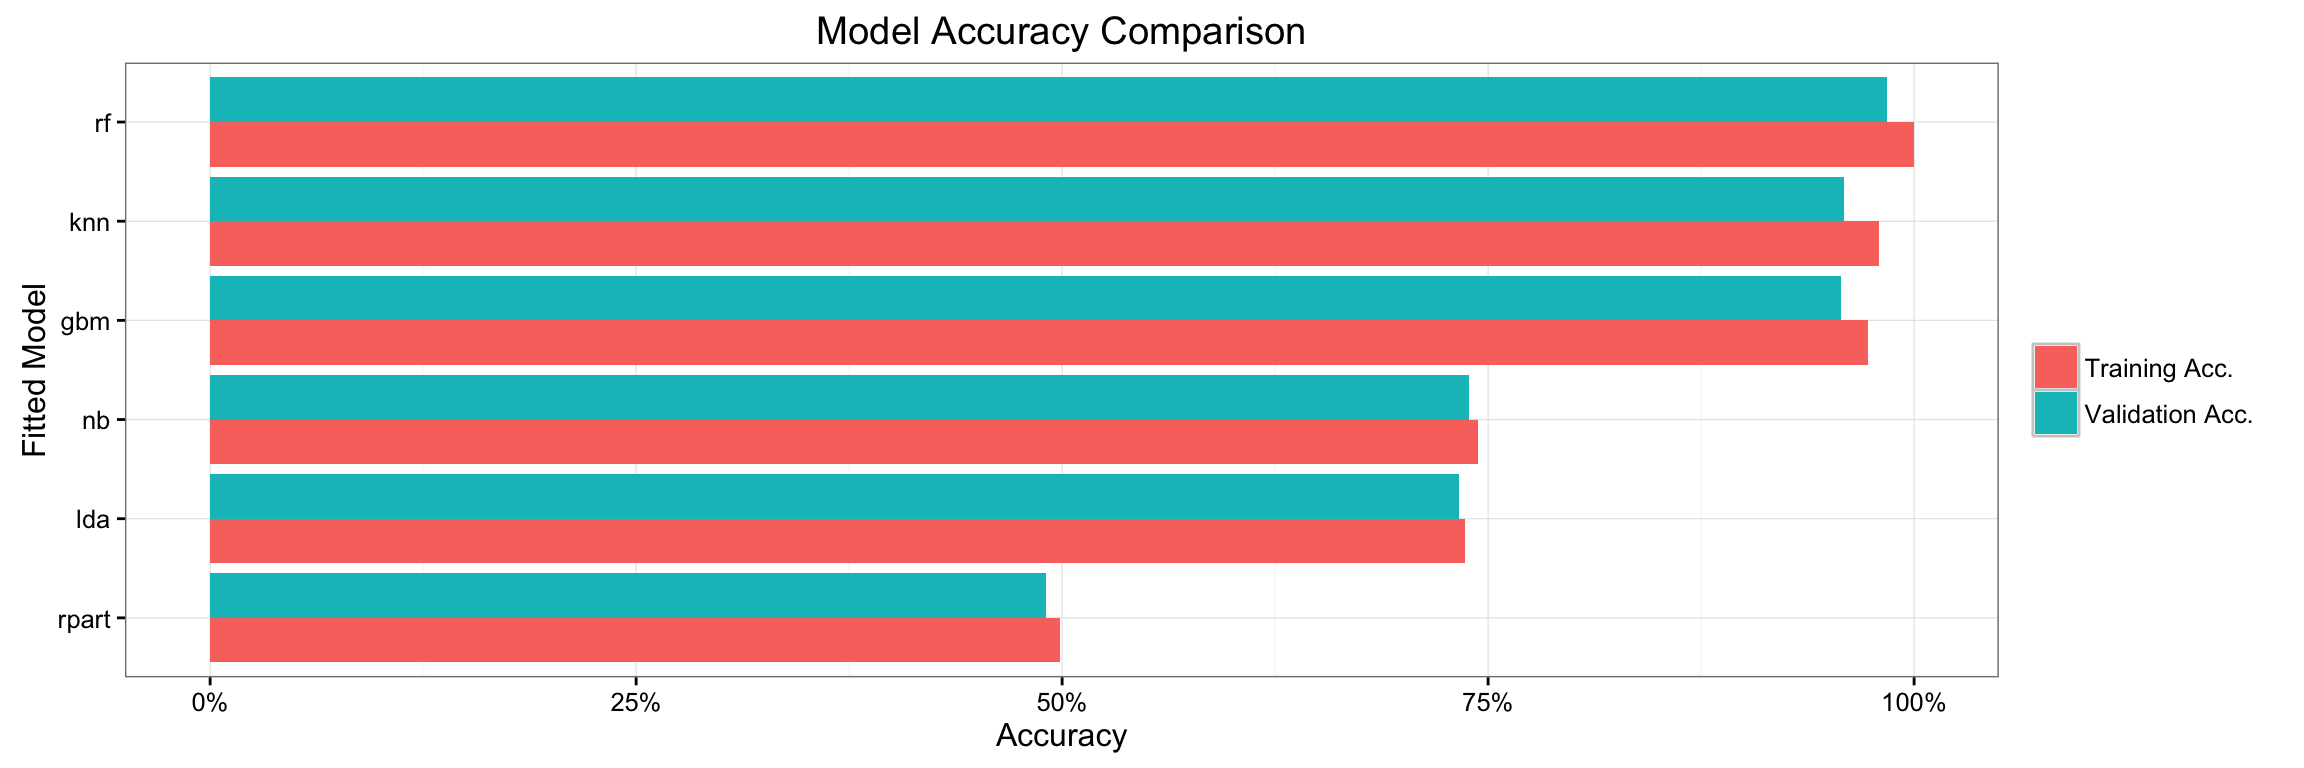 Model Accuracy Comparison
Fitted Model
rf
knn
gbm
nb
lda
rpart
0% 25% 50% 75% 100%
Accuracy
Training Acc.
Validation Acc.